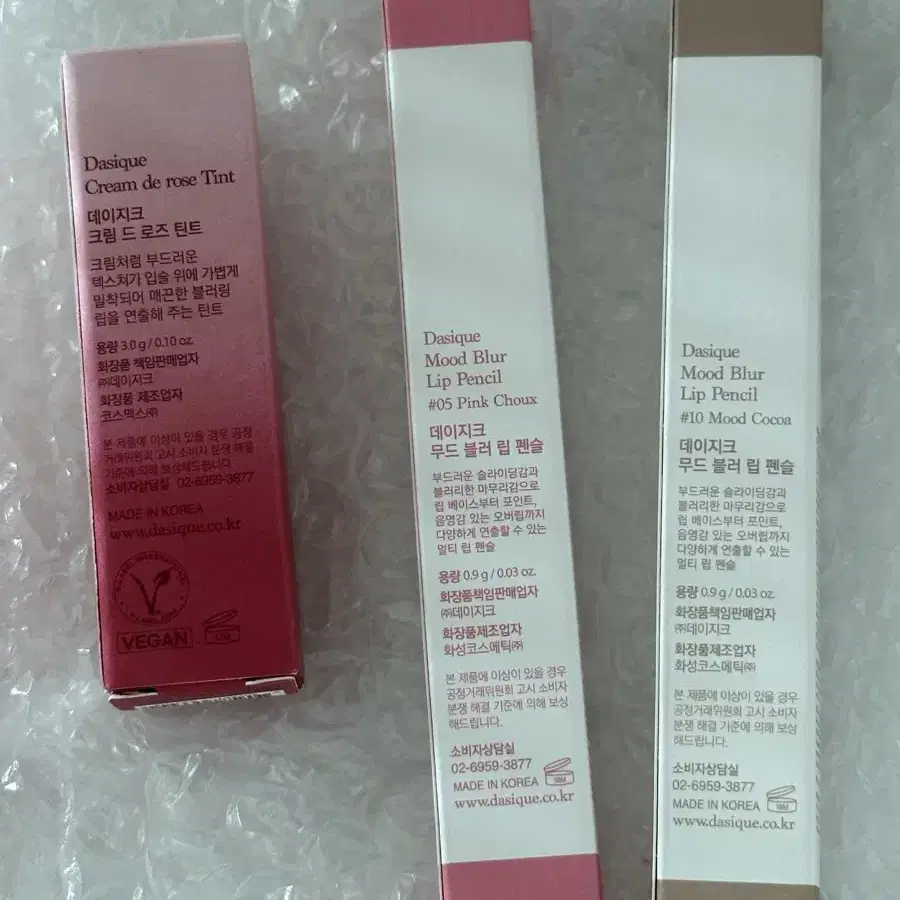 Dasique
Cream de rose Tint
데이지크
크림 드 로즈 틴트
크림처럼 부드러운
텍스쳐가 입술 위에 가볍게
밀착되어 매끈한 블러링
립을 연출해 주는 틴트
용량 3.0 g / 0.10 oz.
화장품 책임판매업자
㈜데이지크
화장품 제조업자
코스맥스㈜
본 제품에 이상이 있을 경우 공정
거래위원회 고시 소비자 분쟁 해결
기준에 의해 보상해드립니다.
소비자상담실 02-6959-3877
MADE IN KOREA
www.dasique.co.kr
VEGAN
Dasique
Mood Blur
Lip Pencil
#05 Pink Choux
데이지크
무드 블러 립 펜슬
부드러운 슬라이딩감과
블러리한 마무리감으로
립 베이스부터 포인트,
음영감 있는 오버립까지
다양하게 연출할 수 있는
멀티 립 펜슬
용량 0.9 g / 0.03 oz.
화장품책임판매업자
㈜데이지크
화장품제조업자
화성코스메틱㈜
본 제품에 이상이 있을 경우
공정거래위원회 고시 소비자
분쟁 해결 기준에 의해 보상
해드립니다.
소비자상담실
02-6959-3877
MADE IN KOREA
www.dasique.co.kr
Dasique
Mood Blur
Lip Pencil
#10 Mood Cocoa
데이지크
무드 블러 립 펜슬
부드러운 슬라이딩감과
블러리한 마무리감으로
립 베이스부터 포인트,
음영감 있는 오버립까지
다양하게 연출할 수 있는
멀티 립 펜슬
용량 0.9 g / 0.03 oz.
화장품책임판매업자
㈜데이지크
화장품제조업자
화성코스메틱㈜
본 제품에 이상이 있을 경우
공정거래위원회 고시 소비자
분쟁 해결 기준에 의해 보상
해드립니다.
소비자상담실
02-6959-3877
MADE IN KOREA
www.dasique.co.kr